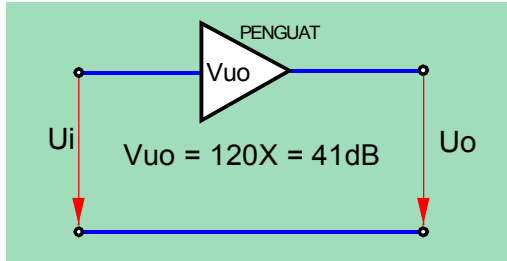 PENGUAT
Vuo
Ui
Uo
Vuo = 120X = 41dB